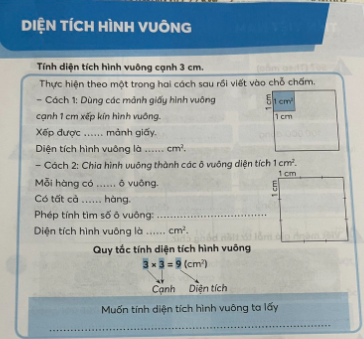 DIỆN TÍCH HÌNH VUÔNG
Tính diện tích hình vuông cạnh 3 cm.
Thực hiện theo một trong hai cách sau rồi viết vào chỗ chấm.
– Cách 1: Dùng các mảnh giấy hình vuông
cạnh 1 cm xếp kín hình vuông.
1 cm
1 cm²
1 cm
Xếp được ...... mảnh giấy.
Diện tích hình vuông là ...... cm².
– Cách 2: Chia hình vuông thành các ô vuông diện tích 1 cm².
1 cm
1 cm
Mỗi hàng có ...... ô vuông.
Có tất cả ...... hàng.
Phép tính tìm số ô vuông: ..............................
Diện tích hình vuông là ...... cm².
Quy tắc tính diện tích hình vuông
3 × 3 = 9 (cm²)
Cạnh Diện tích
Muốn tính diện tích hình vuông ta lấy
............................................................